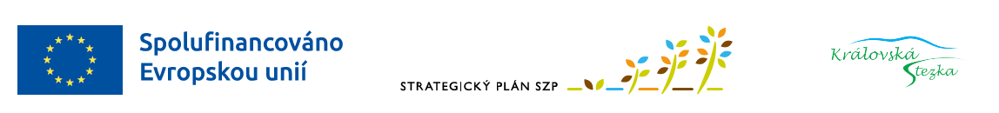 Spolufinancováno
Evropskou unií
STRATEGICKÝ PLÁN SZP
Královská
Stezka